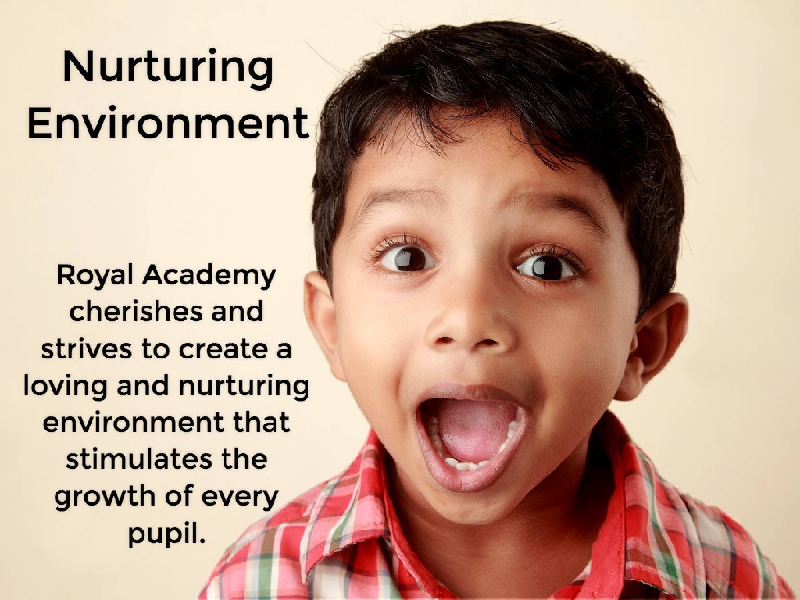 Nurturing
Environment
Royal Academy
cherishes and
strives to create a
loving and nurturing
environment that
stimulates the
growth of every
pupil.